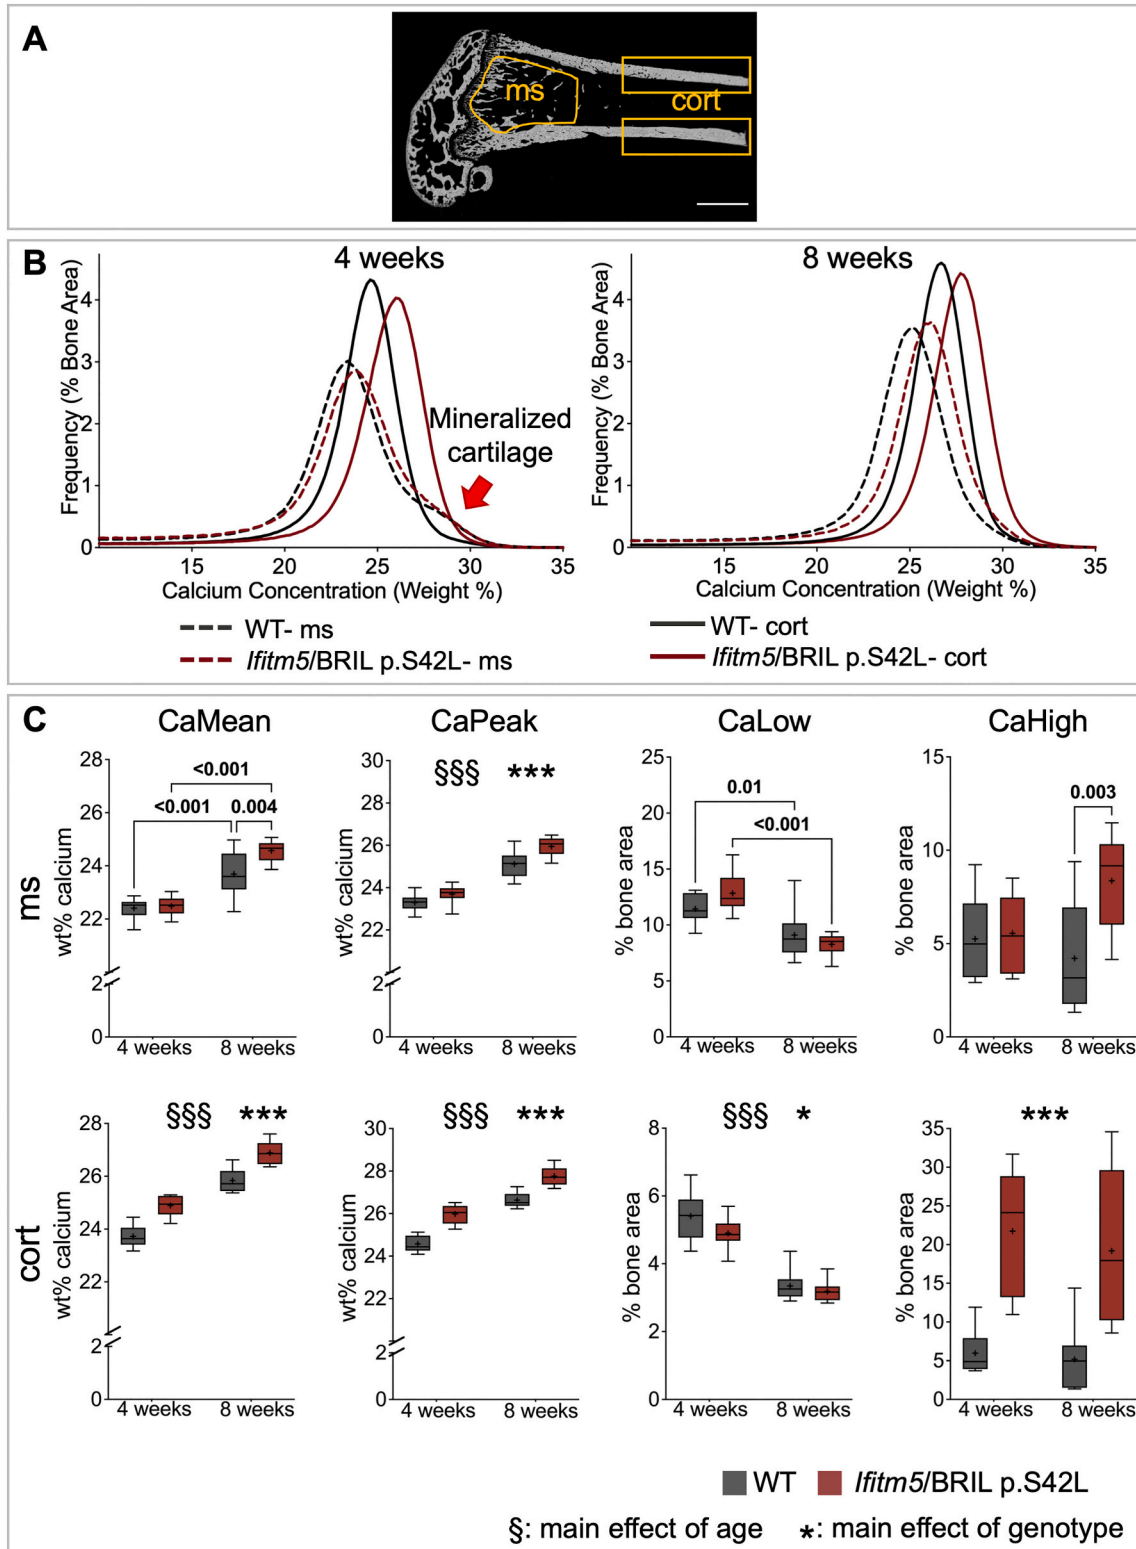 A
ms
cort
B
4 weeks
8 weeks
Frequency (% Bone Area)
4
3
2
1
0
Mineralized
cartilage
15 20 25 30 35
Calcium Concentration (Weight %)
Frequency (% Bone Area)
4
3
2
1
0
15 20 25 30 35
Calcium Concentration (Weight %)
WT- ms
WT- cort
Ifitm5/BRIL p.S42L- ms
Ifitm5/BRIL p.S42L- cort
C
CaMean CaPeak CaLow CaHigh
ms
wt% calcium
28
26
24
22
2
0
<0.001
<0.001 0.004
4 weeks 8 weeks
wt% calcium
30
28
26
24
22
2
0
§§§ ***
4 weeks 8 weeks
% bone area
25
20
15
10
5
0
0.01
<0.001
4 weeks 8 weeks
% bone area
15
10
5
0
0.003
4 weeks 8 weeks
cort
wt% calcium
28
26
24
22
2
0
§§§ ***
4 weeks 8 weeks
wt% calcium
30
28
26
24
22
2
0
§§§ ***
4 weeks 8 weeks
% bone area
8
6
4
2
0
§§§ *
4 weeks 8 weeks
% bone area
35
30
25
20
15
10
5
0
***
4 weeks 8 weeks
WT Ifitm5/BRIL p.S42L
§: main effect of age *: main effect of genotype